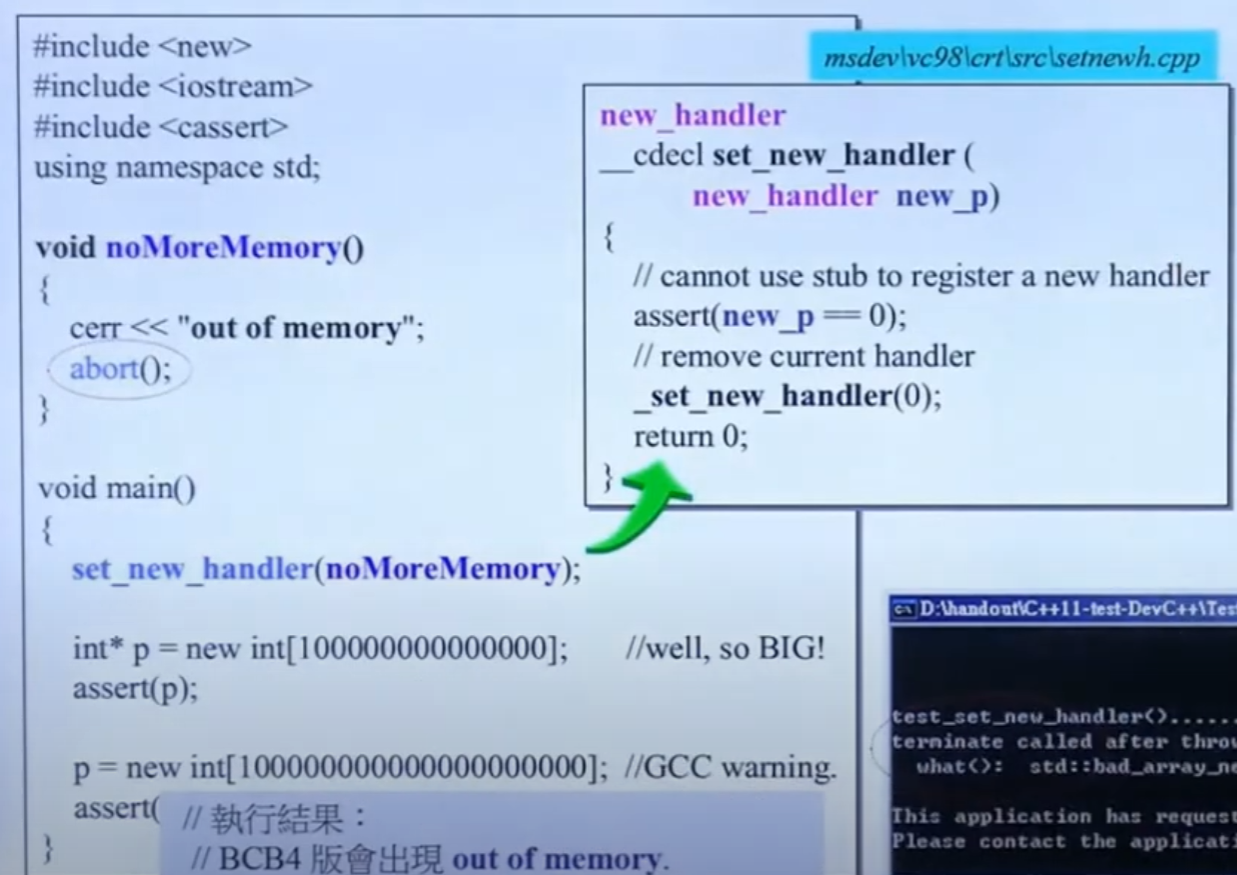 #include <new>
#include <iostream>
#include <cassert>
using namespace std;
void noMoreMemory()
{
cerr << "out of memory";
abort();
}
void main()
{
set_new_handler(noMoreMemory);
int* p = new int[100000000000000]; //well, so BIG!
assert(p);
p = new int[100000000000000000000]; //GCC warning.
assert(
}
// 執行結果：
// BCB4 版會出現 out of memory.
msdev\vc98\crt\src\setnewh.cpp
new_handler
__cdecl set_new_handler (
new_handler new_p)
{
// cannot use stub to register a new handler
assert(new_p == 0);
// remove current handler
_set_new_handler(0);
return 0;
}
D:\handout\C++11-test-DevC++\Tes
test_set_new_handler()......
terminate called after throw
what(): std::bad_array_ne
This application has request
Please contact the applicati